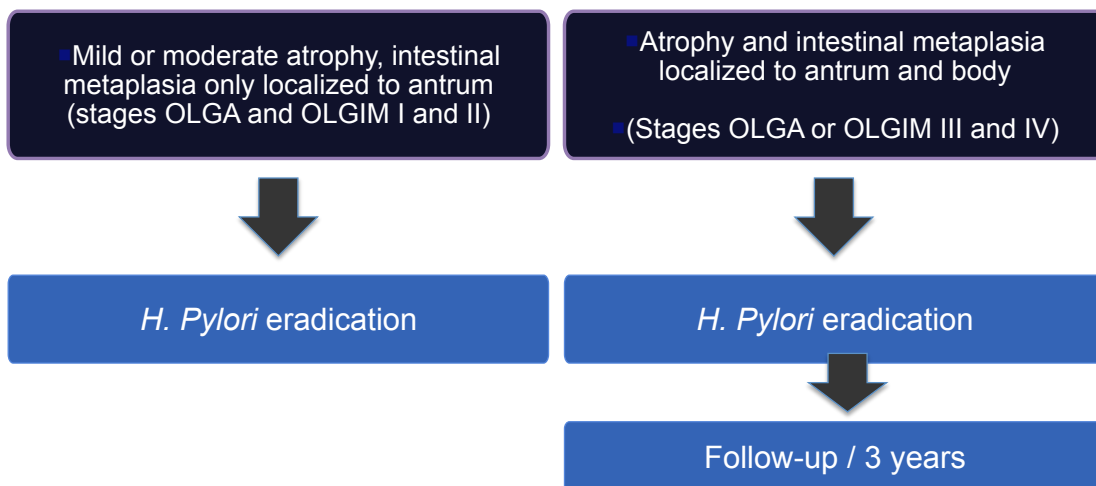 ▪Mild or moderate atrophy, intestinal
metaplasia only localized to antrum
(stages OLGA and OLGIM I and II)
▪Atrophy and intestinal metaplasia
localized to antrum and body
▪(Stages OLGA or OLGIM III and IV)
H. Pylori eradication
H. Pylori eradication
Follow-up / 3 years